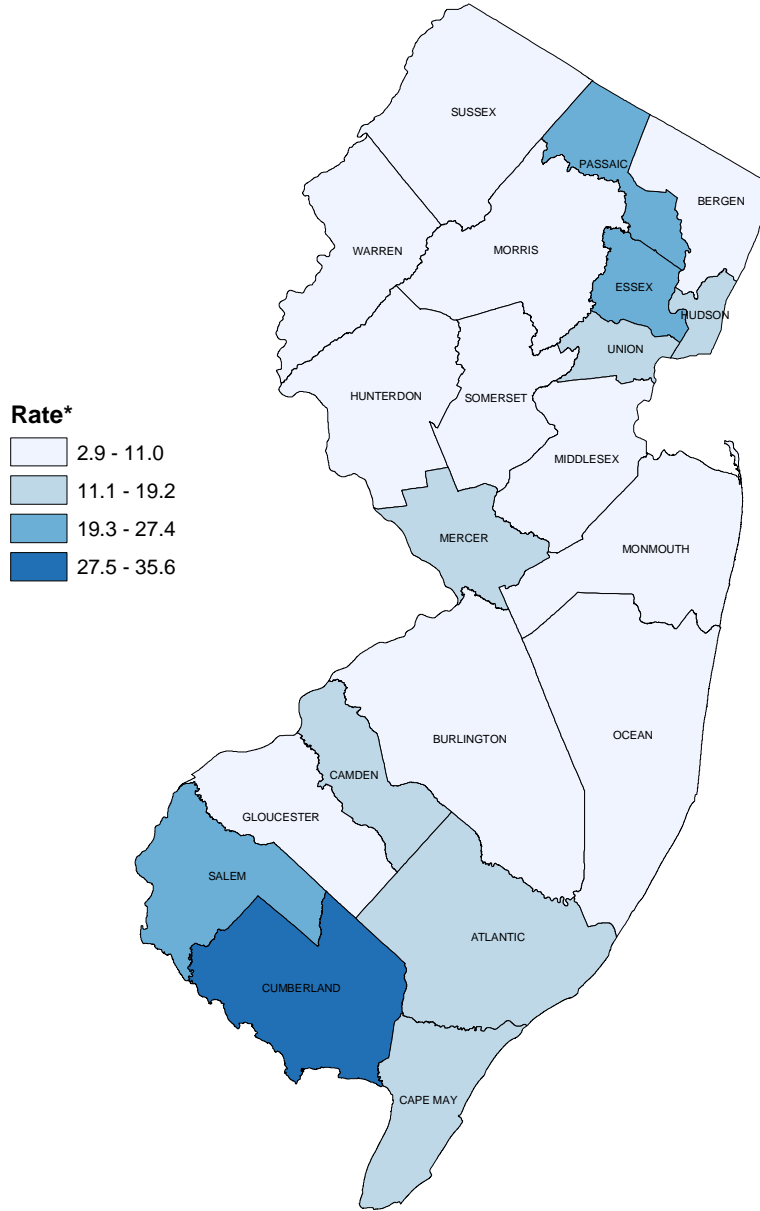 SUSSEX
PASSAIC
BERGEN
WARREN
MORRIS
ESSEX
HUDSON
UNION
HUNTERDON
SOMERSET
Rate*
2.9 - 11.0
11.1 - 19.2
19.3 - 27.4
27.5 - 35.6
MIDDLESEX
MERCER
MONMOUTH
OCEAN
BURLINGTON
CAMDEN
GLOUCESTER
SALEM
ATLANTIC
CUMBERLAND
CAPE MAY